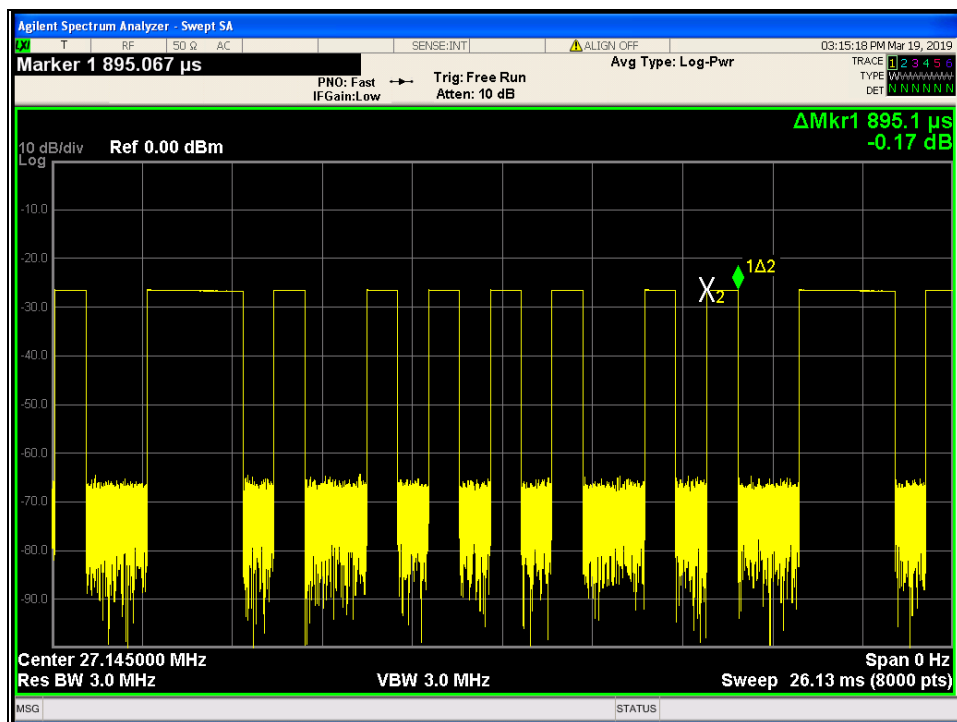 Agilent Spectrum Analyzer - Swept SA
LXI T RF 50 Ω AC SENSE:INT ALIGN OFF 03:15:18 PM Mar 19, 2019
Marker 1 895.067 µs
PNO: Fast
IFGain:Low
Trig: Free Run
Atten: 10 dB
Avg Type: Log-Pwr
TRACE 1 2 3 4 5 6
TYPE
DET N N N N N N
ΔMkr1 895.1 µs
-0.17 dB
10 dB/div Ref 0.00 dBm
Log
-10.0
-20.0
1Δ2
X2
-30.0
-40.0
-50.0
-60.0
-70.0
-80.0
-90.0
Center 27.145000 MHz Span 0 Hz
Res BW 3.0 MHz VBW 3.0 MHz Sweep 26.13 ms (8000 pts)
MSG STATUS